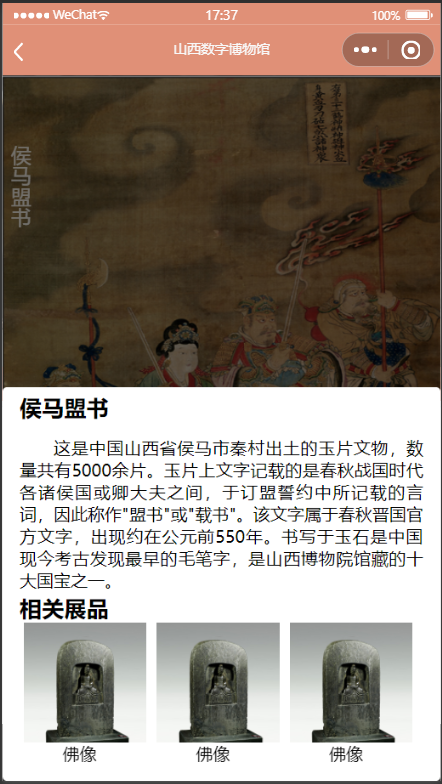 WeChat 17:37 100%
山西数字博物馆
侯马盟书
侯马盟书
这是中国山西省侯马市秦村出土的玉片文物，数
量共有5000余片。玉片上文字记载的是春秋战国时代
各诸侯国或卿大夫之间，于订盟誓约中所记载的言
词，因此称作"盟书"或"载书"。该文字属于春秋晋国官
方文字，出现约在公元前550年。书写于玉石是中国
现今考古发现最早的毛笔字，是山西博物院馆藏的十
大国宝之一。
相关展品
佛像 佛像 佛像